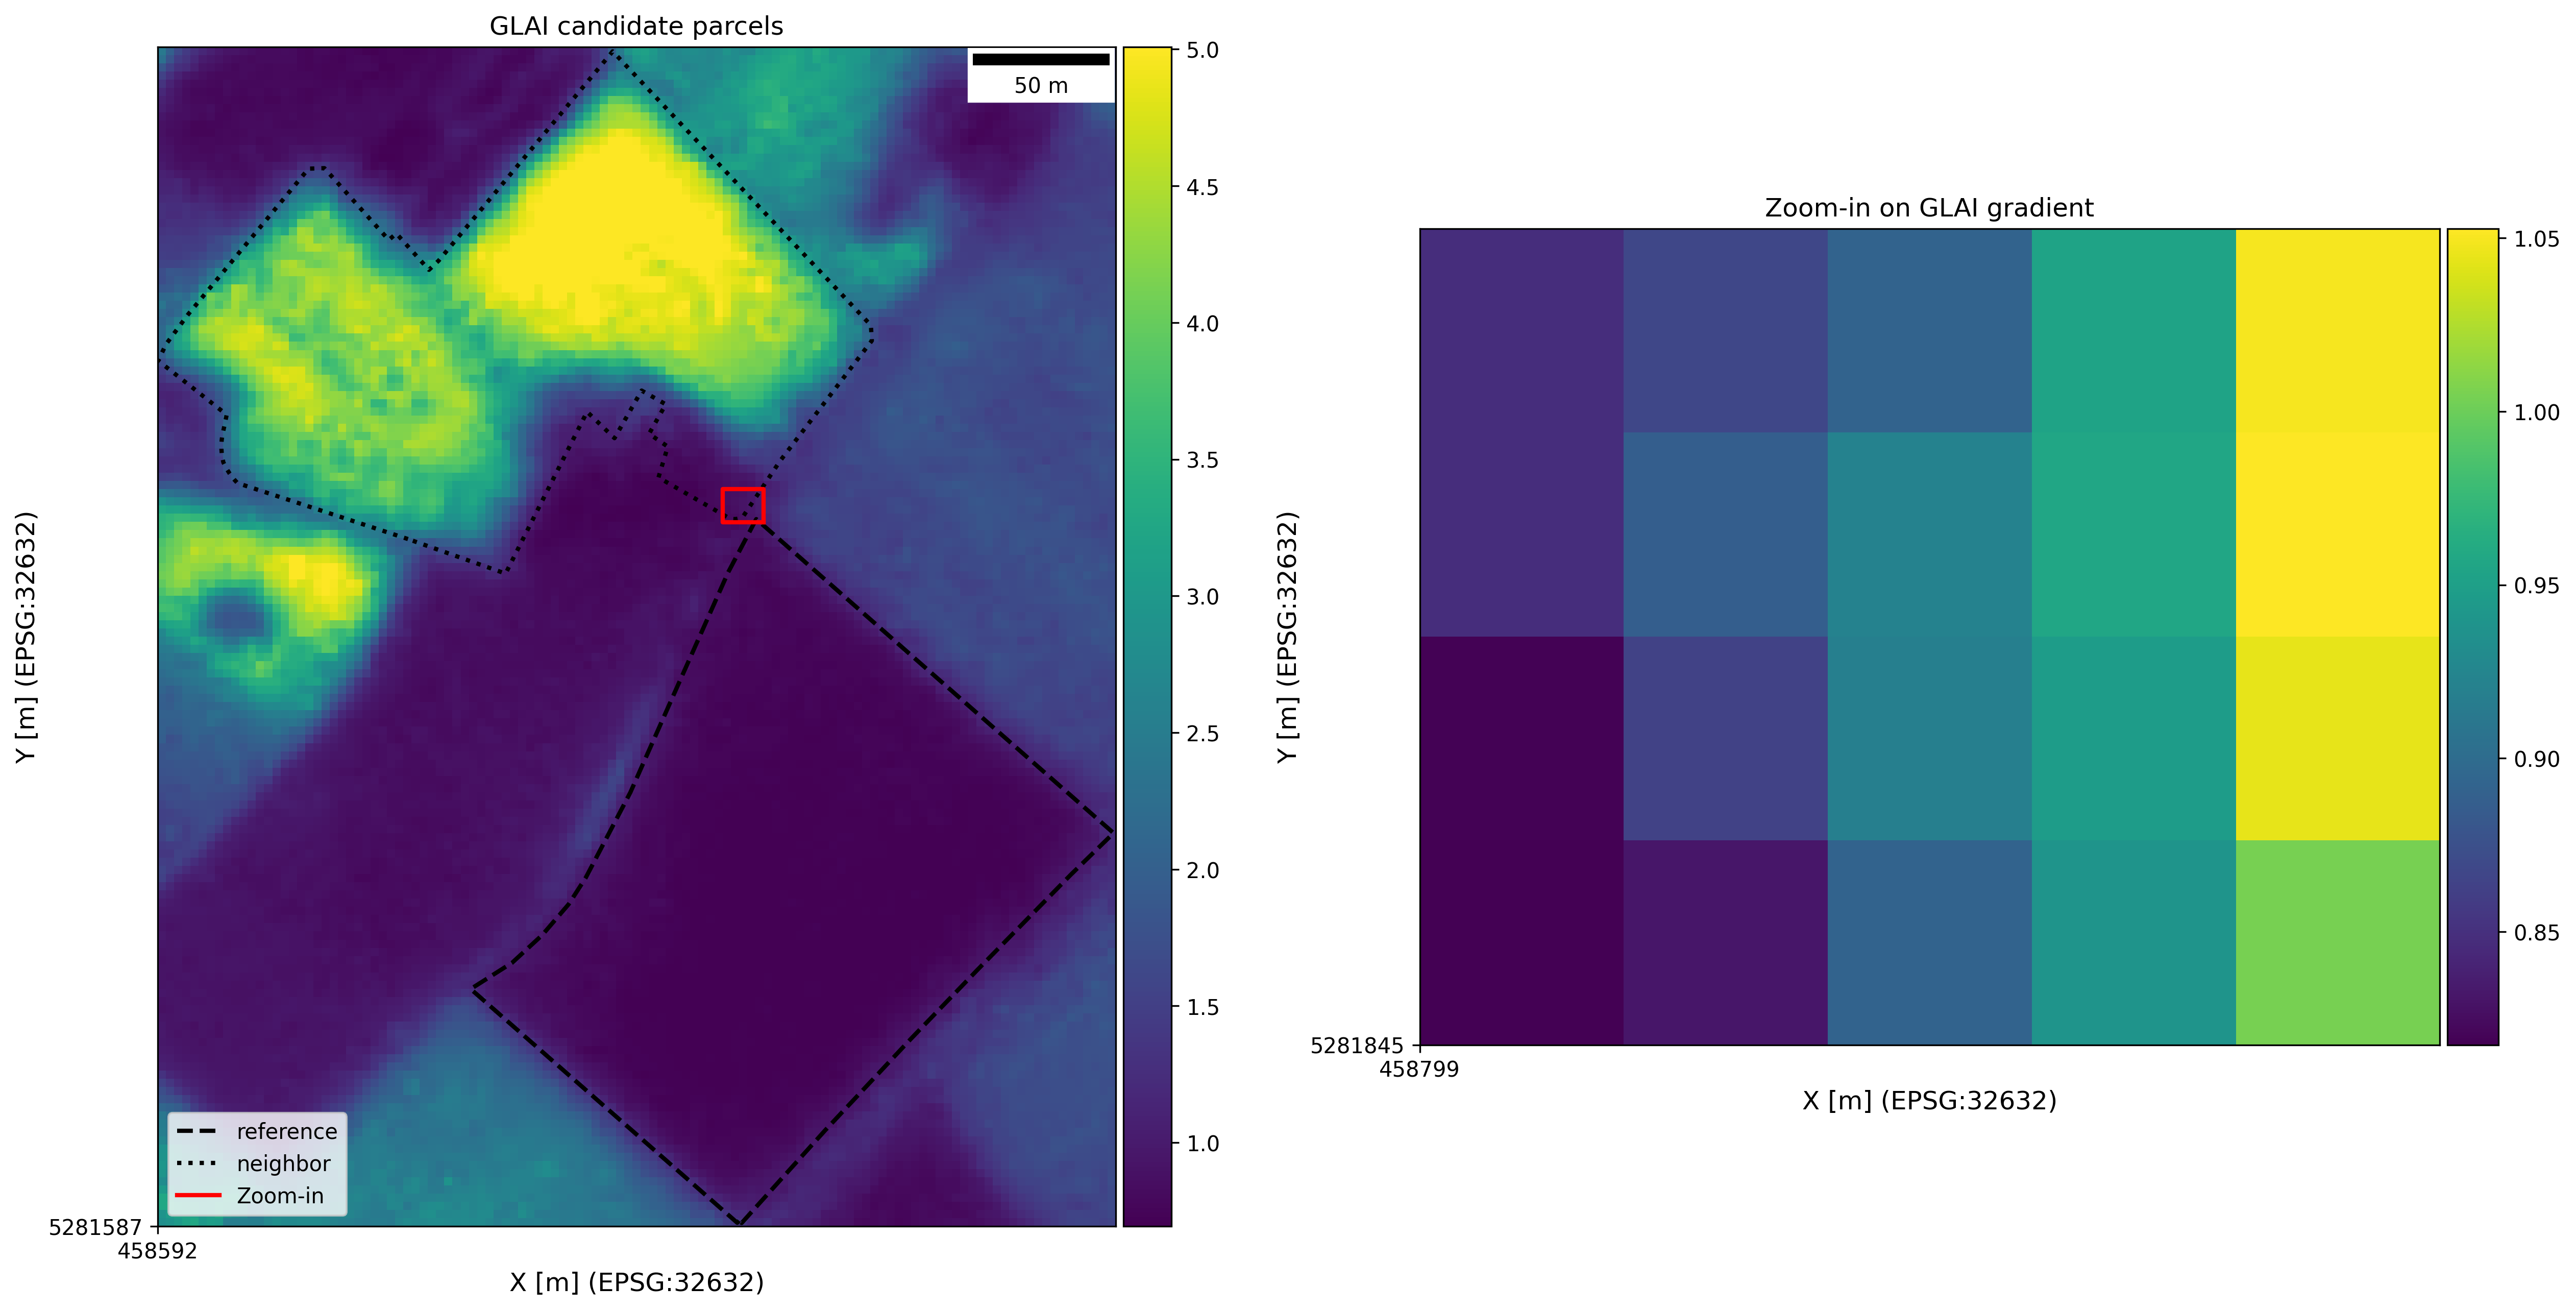 GLAI candidate parcels
50 m
5.0
4.5
4.0
3.5
3.0
2.5
2.0
1.5
1.0
Y [m] (EPSG:32632)
reference
neighbor
Zoom-in
5281587
458592
X [m] (EPSG:32632)
Zoom-in on GLAI gradient
1.05
1.00
0.95
0.90
0.85
Y [m] (EPSG:32632)
5281845
458799
X [m] (EPSG:32632)